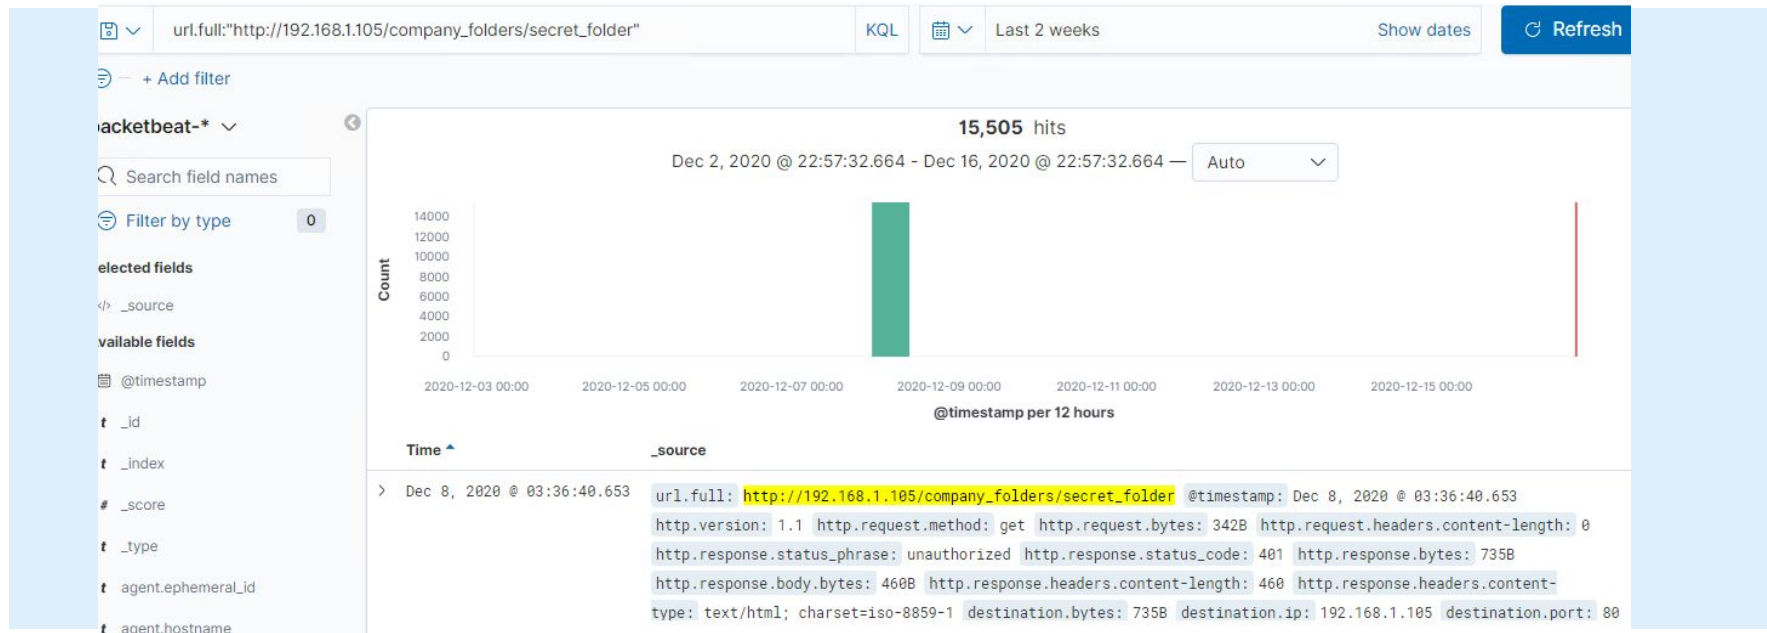 url.full:"http://192.168.1.105/company_folders/secret_folder" KQL Last 2 weeks Show dates Refresh
+ Add filter
acketbeat-*
Search field names
Filter by type 0
elected fields
</> _source
vailable fields
@timestamp
t _id
t _index
# _score
t _type
t agent.ephemeral_id
t agent.hostname
15,505 hits
Dec 2, 2020 @ 22:57:32.664 - Dec 16, 2020 @ 22:57:32.664 — Auto
Count
14000
12000
10000
8000
6000
4000
2000
0
2020-12-03 00:00 2020-12-05 00:00 2020-12-07 00:00 2020-12-09 00:00 2020-12-11 00:00 2020-12-13 00:00 2020-12-15 00:00
@timestamp per 12 hours
Time _source
Dec 8, 2020 @ 03:36:40.653 url.full: http://192.168.1.105/company_folders/secret_folder @timestamp: Dec 8, 2020 @ 03:36:40.653
http.version: 1.1 http.request.method: get http.request.bytes: 342B http.request.headers.content-length: 0
http.response.status_phrase: unauthorized http.response.status_code: 401 http.response.bytes: 735B
http.response.body.bytes: 460B http.response.headers.content-length: 460 http.response.headers.content-
type: text/html; charset=iso-8859-1 destination.bytes: 735B destination.ip: 192.168.1.105 destination.port: 80